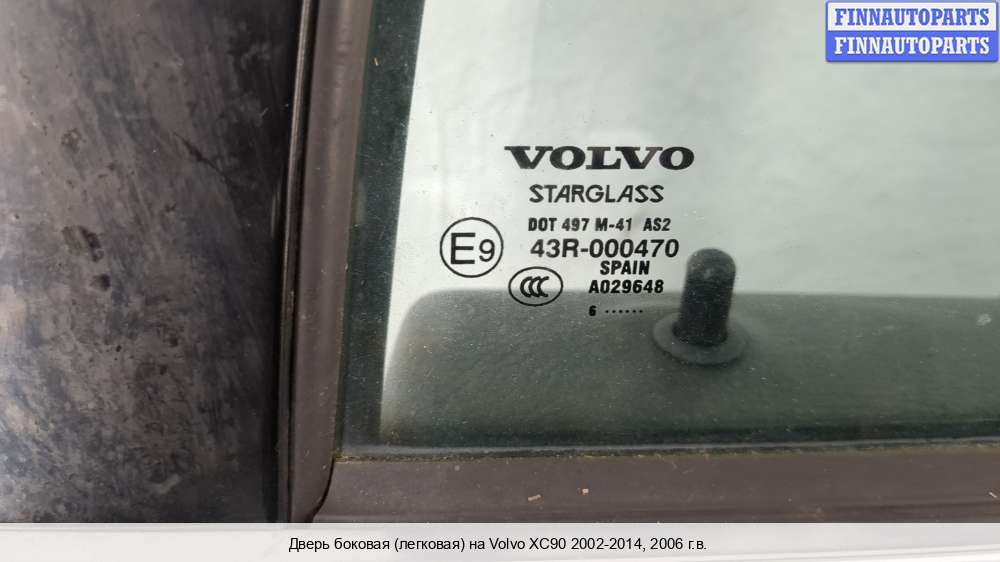 FINNAUTOPARTS
FINNAUTOPARTS
VOLVO
STARGLASS
DOT 497 M-41 AS2
E9 43R-000470
SPAIN
CCC A029648
6 ......
Дверь боковая (легковая) на Volvo XC90 2002-2014, 2006 г.в.